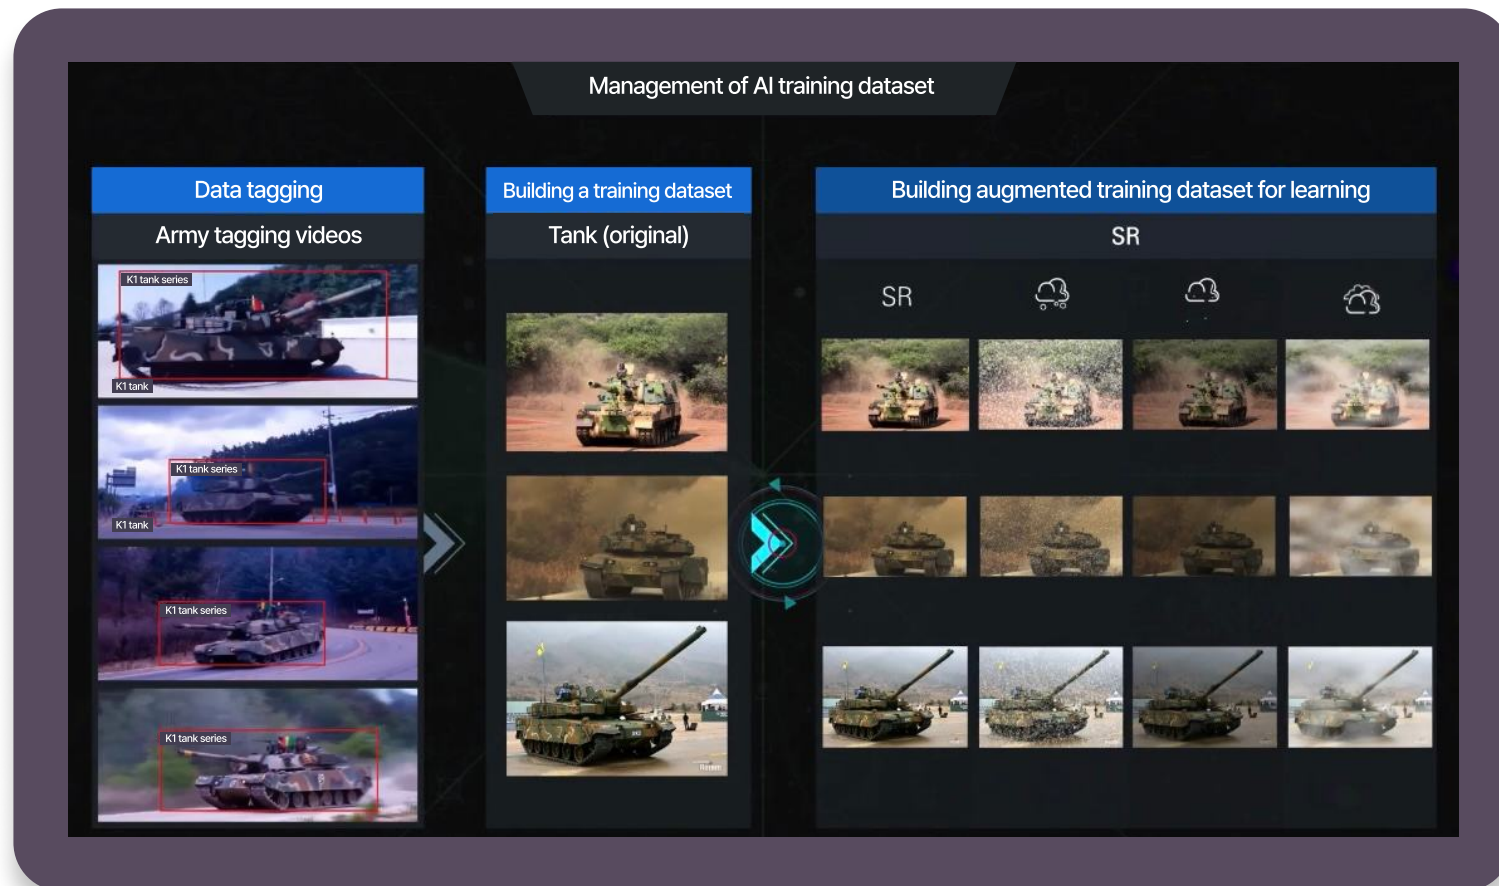 Management of AI training dataset
Data tagging
Army tagging videos
K1 tank series
K1 tank
K1 tank series
K1 tank
K1 tank series
K1 tank series
Building a training dataset
Tank (original)
Building augmented training dataset for learning
SR
SR